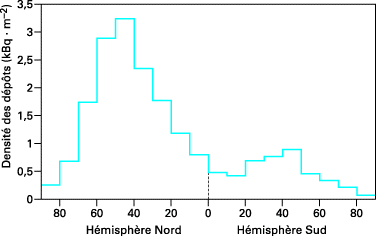 Densité des dépôts (kBq · m⁻²)
3,5
3
2,5
2
1,5
1
0,5
0
80 60 40 20 0 20 40 60 80
Hémisphère Nord Hémisphère Sud